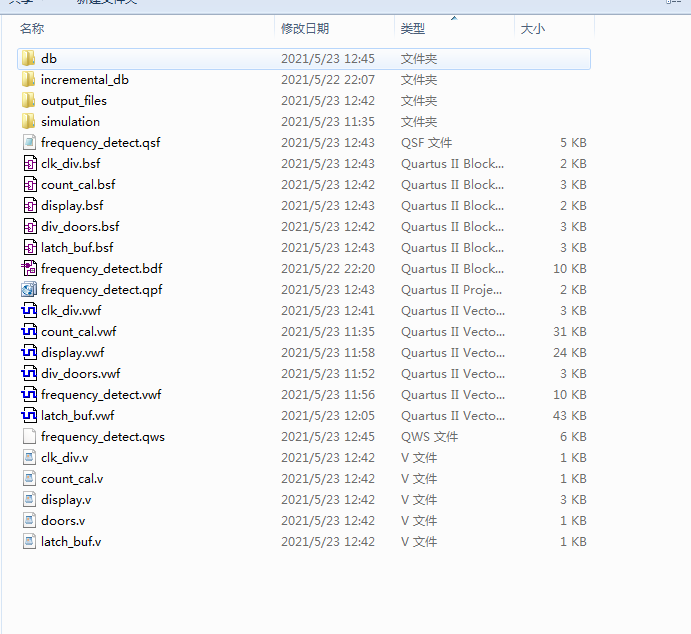 共享 新建文件夹
名称 修改日期 类型 大小
db 2021/5/23 12:45 文件夹
incremental_db 2021/5/22 22:07 文件夹
output_files 2021/5/23 12:42 文件夹
simulation 2021/5/23 11:35 文件夹
frequency_detect.qsf 2021/5/23 12:43 QSF 文件 5 KB
clk_div.bsf 2021/5/23 12:43 Quartus II Block... 2 KB
count_cal.bsf 2021/5/23 12:42 Quartus II Block... 3 KB
display.bsf 2021/5/23 12:43 Quartus II Block... 2 KB
div_doors.bsf 2021/5/23 12:42 Quartus II Block... 3 KB
latch_buf.bsf 2021/5/23 12:43 Quartus II Block... 3 KB
frequency_detect.bdf 2021/5/22 22:20 Quartus II Block... 10 KB
frequency_detect.qpf 2021/5/23 12:43 Quartus II Proje... 2 KB
clk_div.vwf 2021/5/23 12:41 Quartus II Vecto... 3 KB
count_cal.vwf 2021/5/23 11:35 Quartus II Vecto... 31 KB
display.vwf 2021/5/23 11:58 Quartus II Vecto... 24 KB
div_doors.vwf 2021/5/23 11:52 Quartus II Vecto... 3 KB
frequency_detect.vwf 2021/5/23 11:56 Quartus II Vecto... 10 KB
latch_buf.vwf 2021/5/23 12:05 Quartus II Vecto... 43 KB
frequency_detect.qws 2021/5/23 12:45 QWS 文件 6 KB
clk_div.v 2021/5/23 12:42 V 文件 1 KB
count_cal.v 2021/5/23 12:42 V 文件 1 KB
display.v 2021/5/23 12:42 V 文件 3 KB
doors.v 2021/5/23 12:42 V 文件 1 KB
latch_buf.v 2021/5/23 12:42 V 文件 1 KB